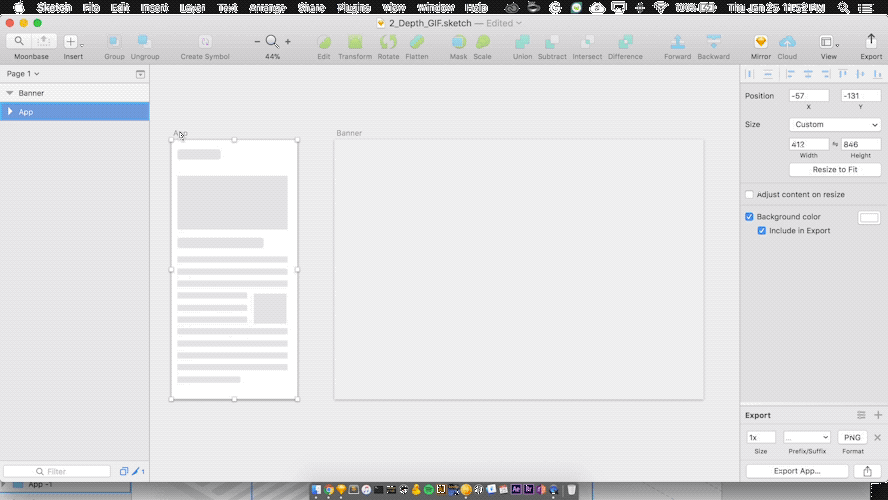 Sketch File Edit Insert Layer Text Arrange Share Plugins View Window Help
2_Depth_GIF.sketch — Edited
Moonbase Insert Group Ungroup Create Symbol 44% Edit Transform Rotate Flatten Mask Scale Union Subtract Intersect Difference Forward Backward Mirror Cloud View Export
Page 1
Banner
App
App
Banner
Position -57 -131
X Y
Size Custom
412 846
Width Height
Resize to Fit
Adjust content on resize
Background color
Include in Export
Export
1x ... PNG
Size Prefix/Suffix Format
Export App...
Filter 1
App -1